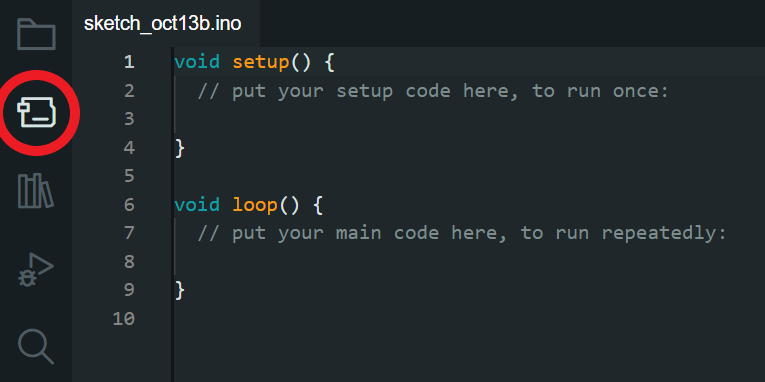 sketch_oct13b.ino
1 void setup() {
2 // put your setup code here, to run once:
3
4 }
5
6 void loop() {
7 // put your main code here, to run repeatedly:
8
9 }
10